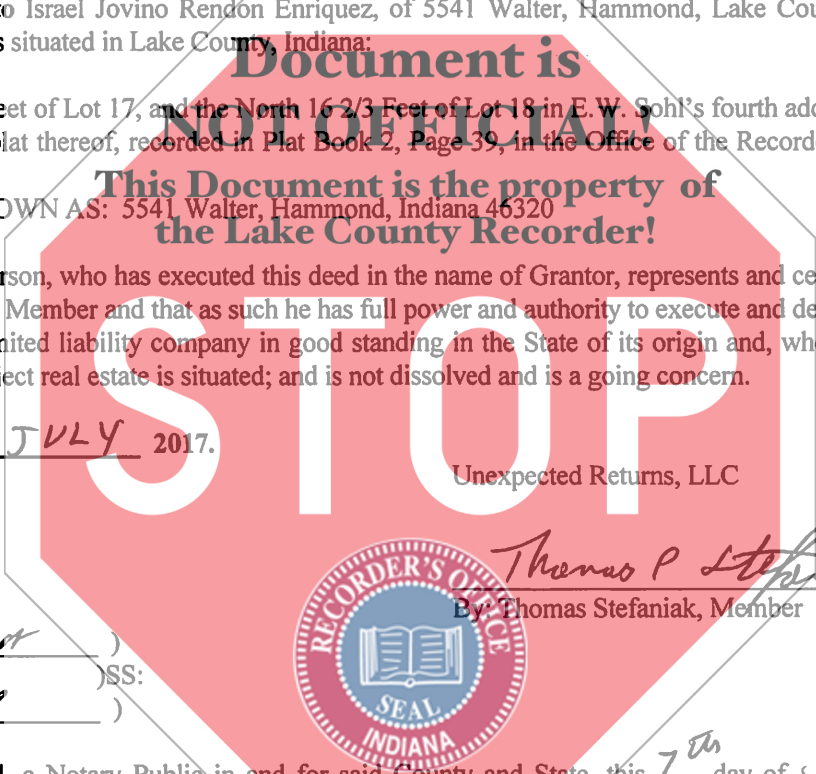 o Israel Jovino Rendon Enriquez, of 5541 Walter, Hammond, Lake Cou
s situated in Lake County, Indiana:
Document is
eet of Lot 17, and the North 16 2/3 Feet of Lot 18 in E.W. Sohl's fourth add
NOT OFFICIAL!
lat thereof, recorded in Plat Book 2, Page 39, in the Office of the Recorde
This Document is the property of
OWN AS: 5541 Walter, Hammond, Indiana 46320
the Lake County Recorder!
rson, who has executed this deed in the name of Grantor, represents and ce
Member and that as such he has full power and authority to execute and de
nited liability company in good standing in the State of its origin and, whe
ject real estate is situated; and is not dissolved and is a going concern.
STOP
JULY 2017.
Unexpected Returns, LLC
Thomas P Stef
By: Thomas Stefaniak, Member
)
)SS:
)
RECORDER'S OFFICE
SEAL
INDIANA
a Notary Public in and for said County and State, this 7th day of